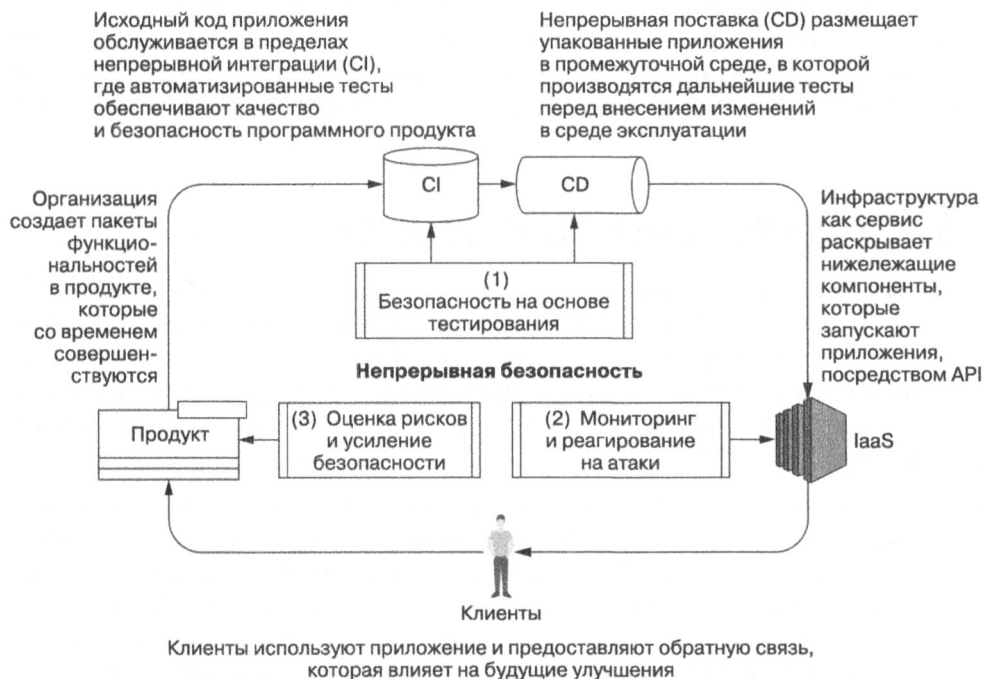 Исходный код приложения
обслуживается в пределах
непрерывной интеграции (CI),
где автоматизированные тесты
обеспечивают качество
и безопасность программного продукта
Непрерывная поставка (CD) размещает
упакованные приложения
в промежуточной среде, в которой
производятся дальнейшие тесты
перед внесением изменений
в среде эксплуатации
CI
CD
Организация
создает пакеты
функцио-
нальностей
в продукте,
которые
со временем
совершен-
ствуются
Инфраструктура
как сервис
раскрывает
нижележащие
компоненты,
которые
запускают
приложения,
посредством API
(1)
Безопасность на основе
тестирования
Непрерывная безопасность
Продукт
(3) Оценка рисков
и усиление
безопасности
(2) Мониторинг
и реагирование
на атаки
IaaS
Клиенты
Клиенты используют приложение и предоставляют обратную связь,
которая влияет на будущие улучшения